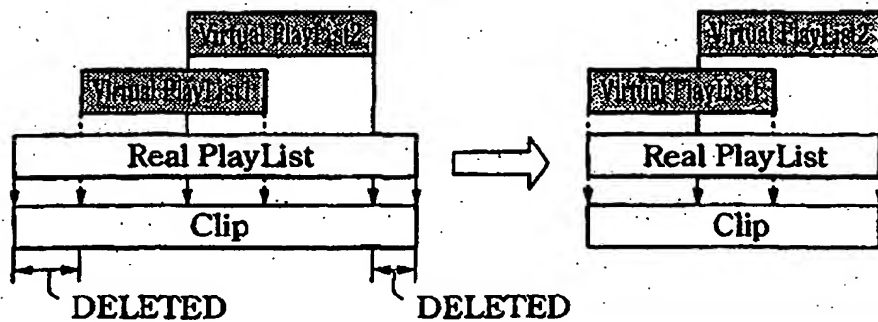 Virtual PlayList2
Virtual PlayList2
Virtual PlayList1
Virtual PlayList1
Real PlayList
Real PlayList
Clip
Clip
DELETED
DELETED